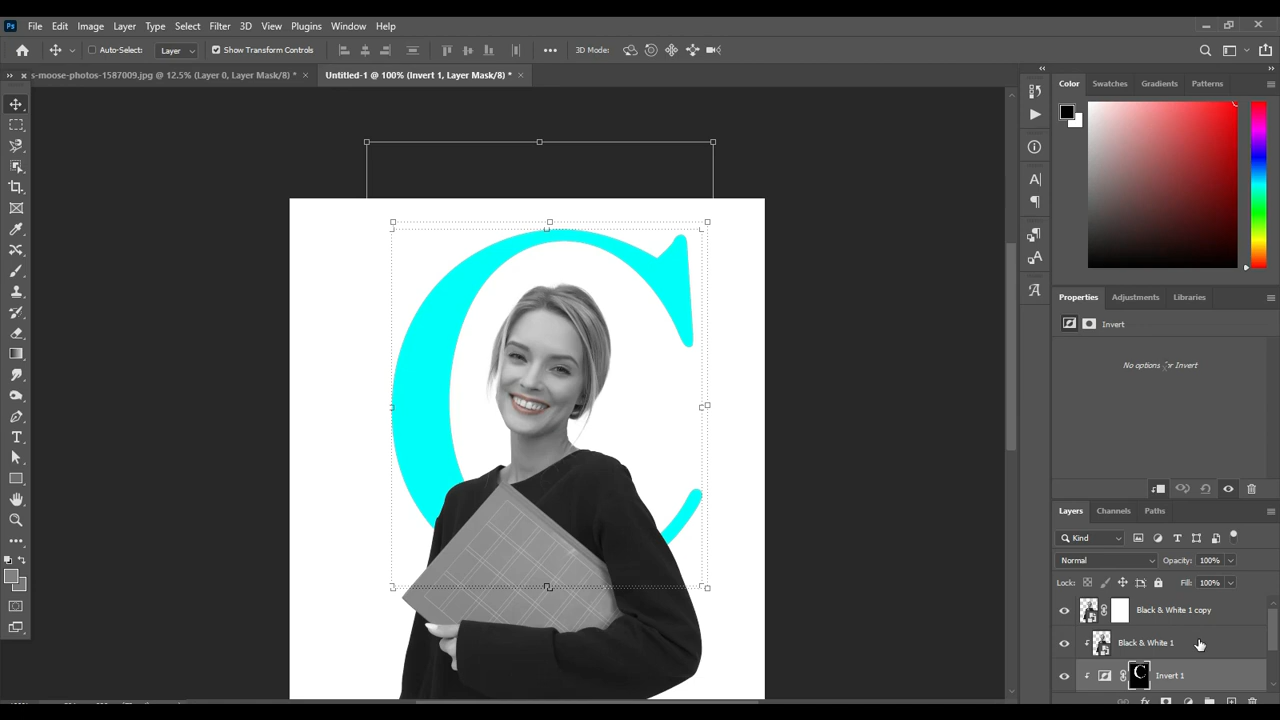 Ps File Edit Image Layer Type Select Filter 3D View Plugins Window Help
Auto-Select: Layer Show Transform Controls 3D Mode:
s-moose-photos-1587009.jpg @ 12.5% (Layer 0, Layer Mask/8) * × Untitled-1 @ 100% (Invert 1, Layer Mask/8) * ×
Color Swatches Gradients Patterns
C
Properties Adjustments Libraries
Invert
No options for Invert
Layers Channels Paths
Kind
Normal Opacity: 100%
Lock: Fill: 100%
Black & White 1 copy
Black & White 1
C Invert 1